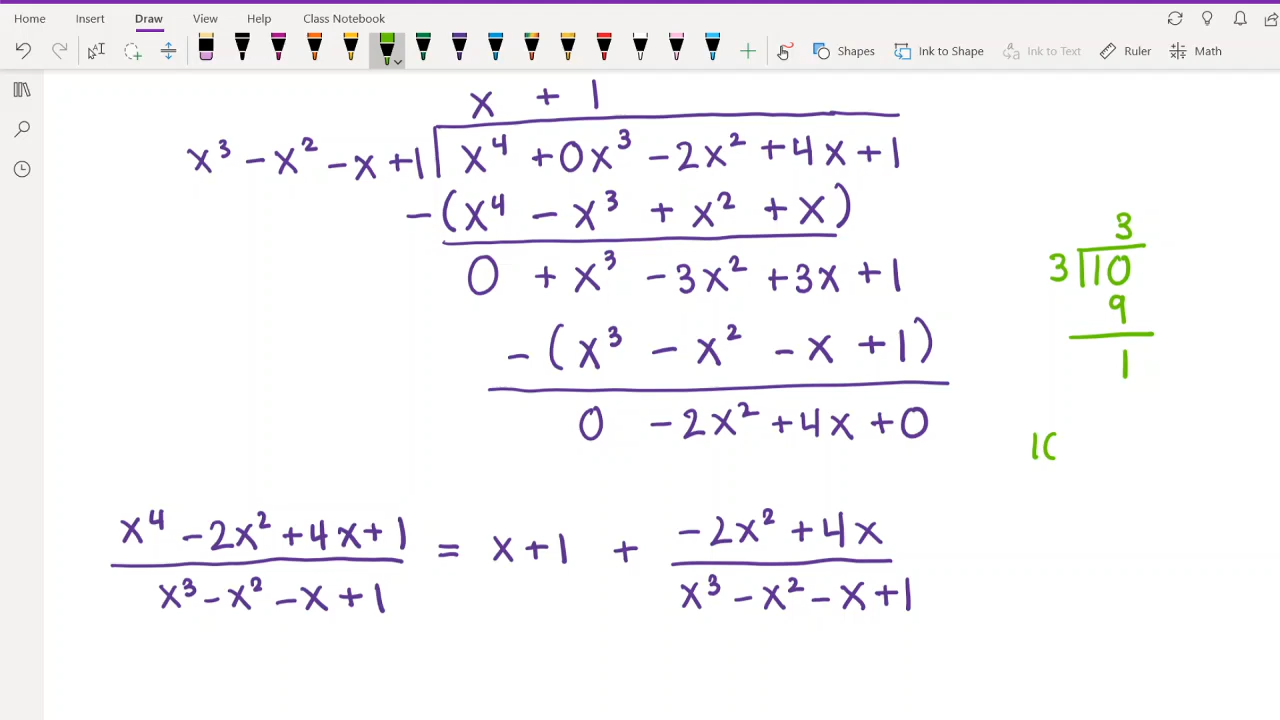 Home Insert Draw View Help Class Notebook
Shapes Ink to Shape Ink to Text Ruler Math
x + 1
x³ - x² - x + 1 x⁴ + 0x³ - 2x² + 4x + 1
-(x⁴ - x³ + x² + x)
0 + x³ - 3x² + 3x + 1
-(x³ - x² - x + 1)
0 - 2x² + 4x + 0
3
3 10
9
1
10
x⁴ - 2x² + 4x + 1 / x³ - x² - x + 1 = x + 1 + -2x² + 4x / x³ - x² - x + 1